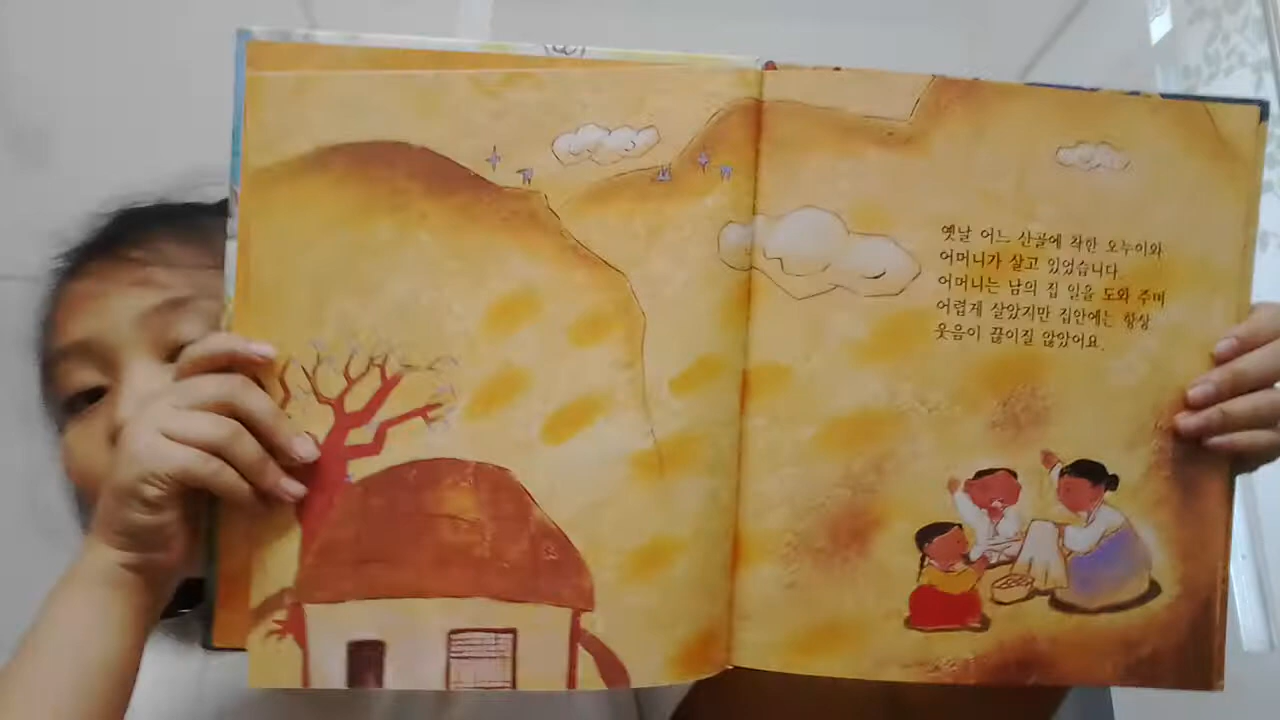 옛날 어느 산골에 착한 오누이와
어머니가 살고 있었습니다.
어머니는 남의 집 일을 도와 주며
어렵게 살았지만 집안에는 항상
웃음이 끊이질 않았어요.